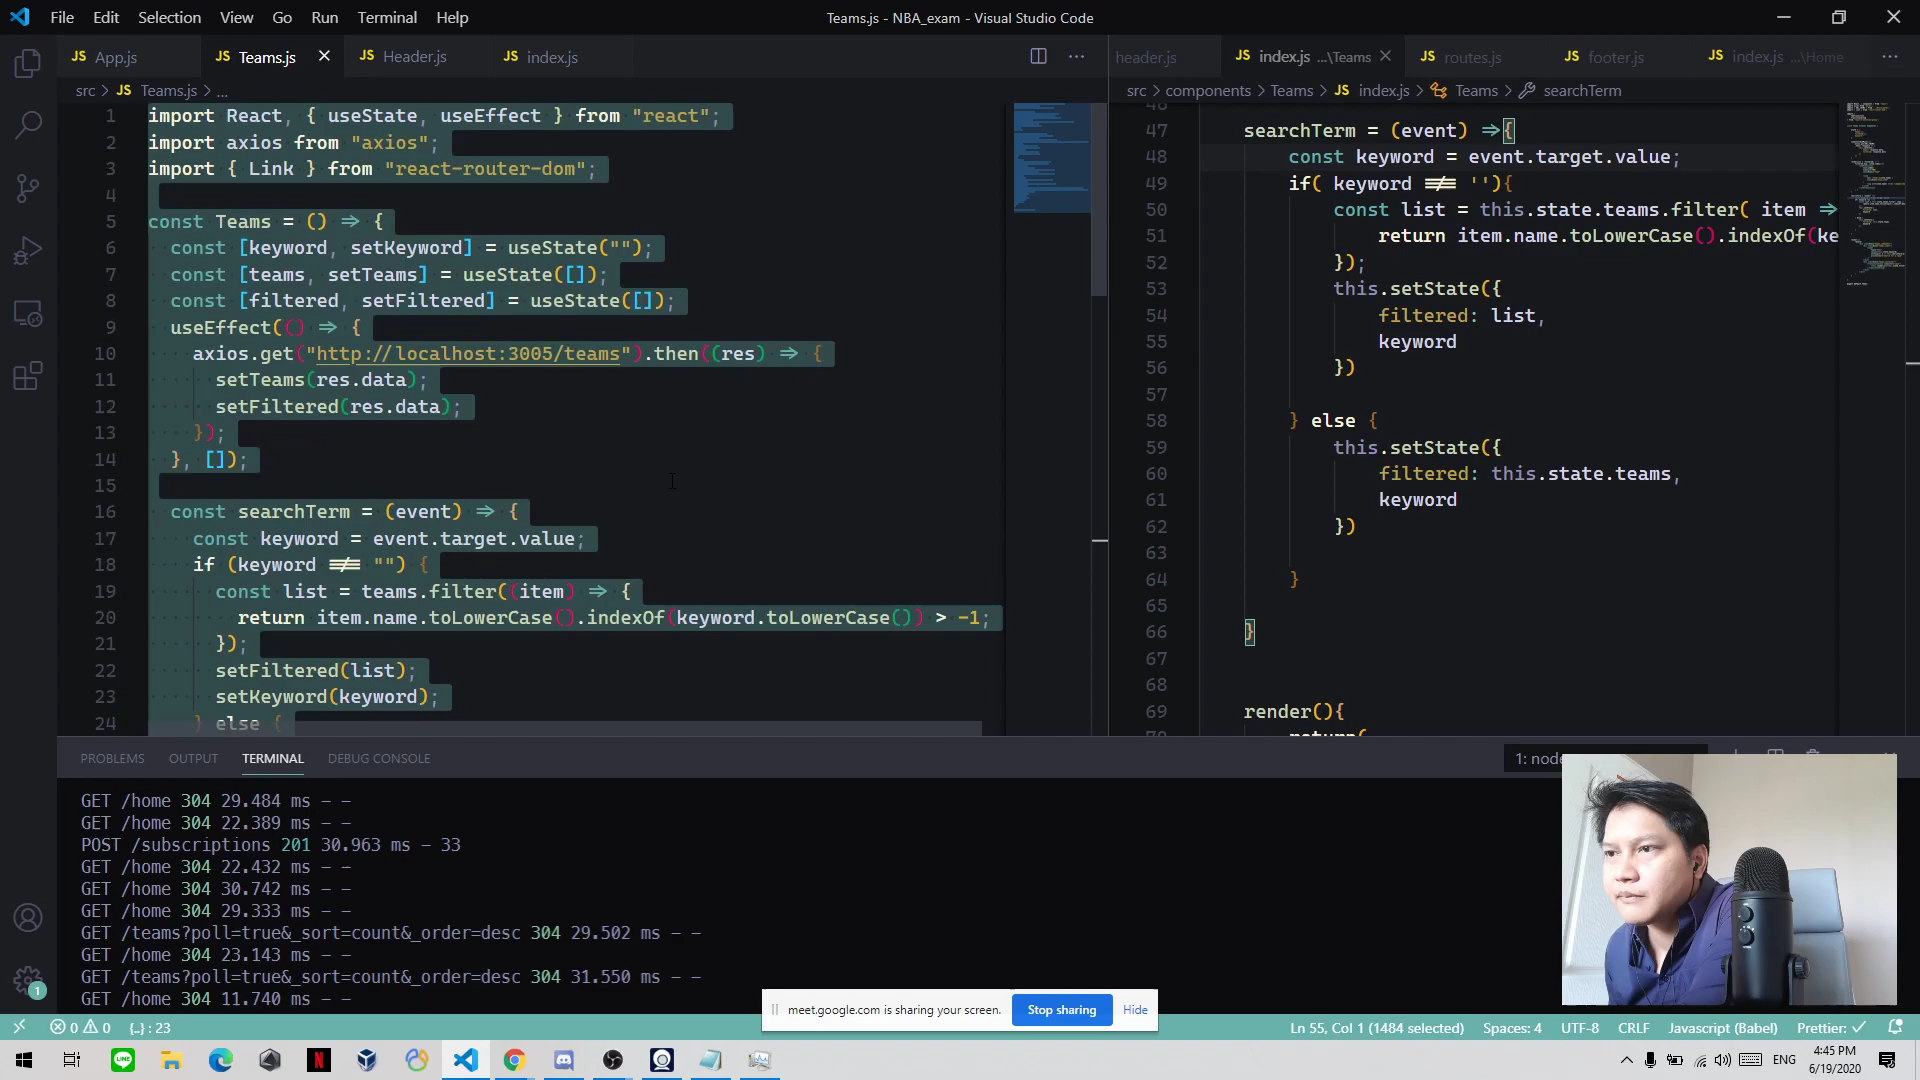 File Edit Selection View Go Run Terminal Help
Teams.js - NBA_exam - Visual Studio Code
JS App.js
JS Teams.js
JS Header.js
JS index.js
header.js
JS index.js ...\Teams
JS routes.js
JS footer.js
JS index.js ...\Home
src > JS Teams.js > ...
src > components > Teams > JS index.js > Teams > searchTerm
1 import React, { useState, useEffect } from "react";
2 import axios from "axios";
3 import { Link } from "react-router-dom";
4
5 const Teams = () => {
6 const [keyword, setKeyword] = useState("");
7 const [teams, setTeams] = useState([]);
8 const [filtered, setFiltered] = useState([]);
9 useEffect(() => {
10 axios.get("http://localhost:3005/teams").then((res) => {
11 setTeams(res.data);
12 setFiltered(res.data);
13 });
14 }, []);
15
16 const searchTerm = (event) => {
17 const keyword = event.target.value;
18 if (keyword !== "") {
19 const list = teams.filter((item) => {
20 return item.name.toLowerCase().indexOf(keyword.toLowerCase()) > -1;
21 });
22 setFiltered(list);
23 setKeyword(keyword);
24 } else {
46
47 searchTerm = (event) =>{
48 const keyword = event.target.value;
49 if( keyword !== ''){
50 const list = this.state.teams.filter( item =>
51 return item.name.toLowerCase().indexOf(ke
52 });
53 this.setState({
54 filtered: list,
55 keyword
56 })
57
58 } else {
59 this.setState({
60 filtered: this.state.teams,
61 keyword
62 })
63
64 }
65
66 }
67
68
69 render(){
70 return(
PROBLEMS OUTPUT TERMINAL DEBUG CONSOLE
1: node
GET /home 304 29.484 ms - -
GET /home 304 22.389 ms - -
POST /subscriptions 201 30.963 ms - 33
GET /home 304 22.432 ms - -
GET /home 304 30.742 ms - -
GET /home 304 29.333 ms - -
GET /teams?poll=true&_sort=count&_order=desc 304 29.502 ms - -
GET /home 304 23.143 ms - -
GET /teams?poll=true&_sort=count&_order=desc 304 31.550 ms - -
GET /home 304 11.740 ms - -
meet.google.com is sharing your screen. Stop sharing Hide
1
0 0 {..} : 23
Ln 55, Col 1 (1484 selected) Spaces: 4 UTF-8 CRLF Javascript (Babel) Prettier: ✓
LINE
N
ENG
4:45 PM
6/19/2020